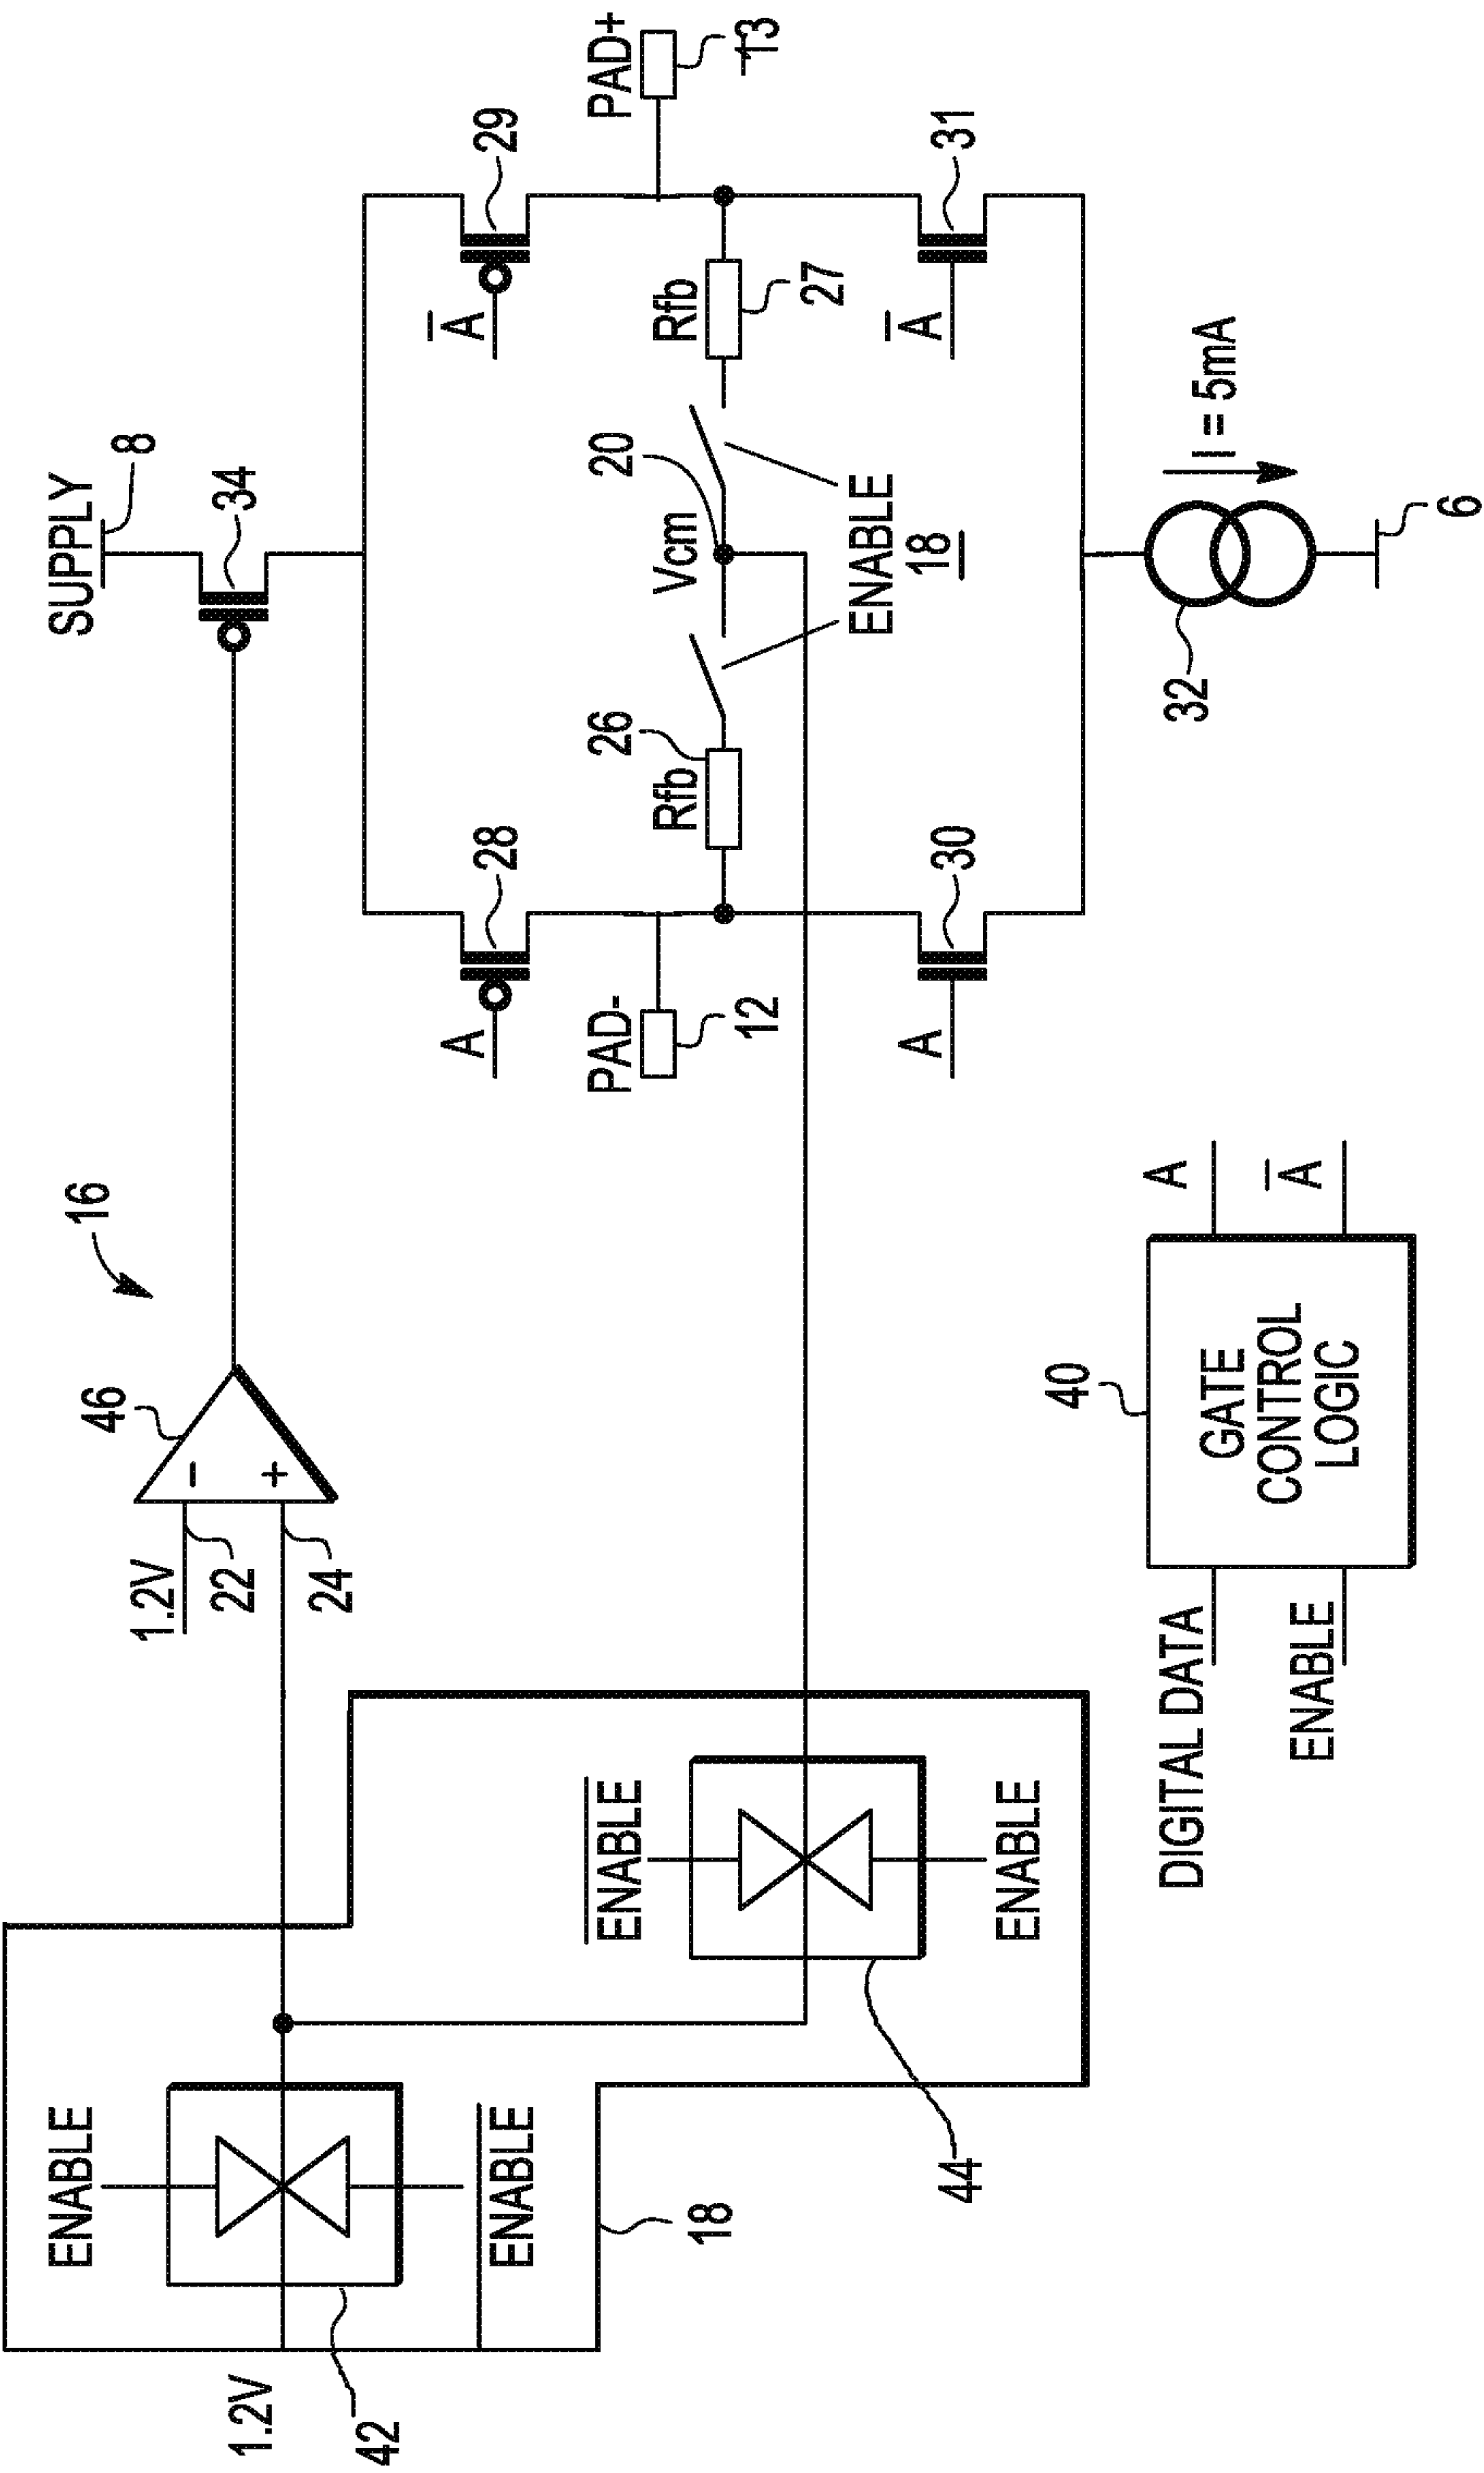 16
SUPPLY
8
34
46
1.2V
22
−
+
24
ENABLE
E̅N̅A̅B̅L̅E̅
1.2V
42
18
E̅N̅A̅B̅L̅E̅
ENABLE
44
A
28
A̅
29
PAD-
12
PAD+
13
Rfb
26
Vcm
20
Rfb
27
ENABLE
18
A
30
A̅
31
32
I = 5mA
6
DIGITAL DATA
ENABLE
40
GATE
CONTROL
LOGIC
A
A̅